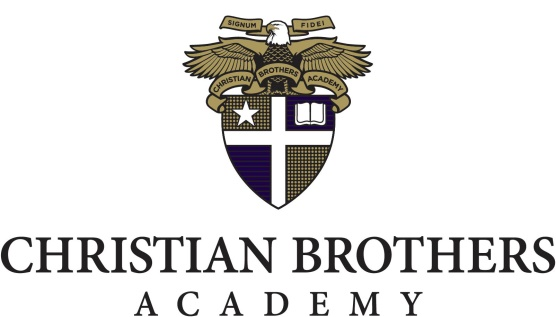 SIGNUM FIDEI
CHRISTIAN BROTHERS ACADEMY
CHRISTIAN BROTHERS
ACADEMY